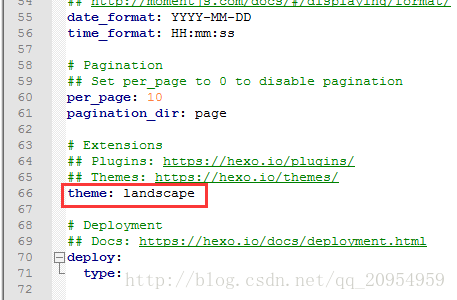 54 ## http://momentjs.com/docs/#/displaying/format/
55 date_format: YYYY-MM-DD
56 time_format: HH:mm:ss
57
58 # Pagination
59 ## Set per_page to 0 to disable pagination
60 per_page: 10
61 pagination_dir: page
62
63 # Extensions
64 ## Plugins: https://hexo.io/plugins/
65 ## Themes: https://hexo.io/themes/
66 theme: landscape
67
68 # Deployment
69 ## Docs: https://hexo.io/docs/deployment.html
70 deploy:
71 type:
72
http://blog.csdn.net/qq_20954959